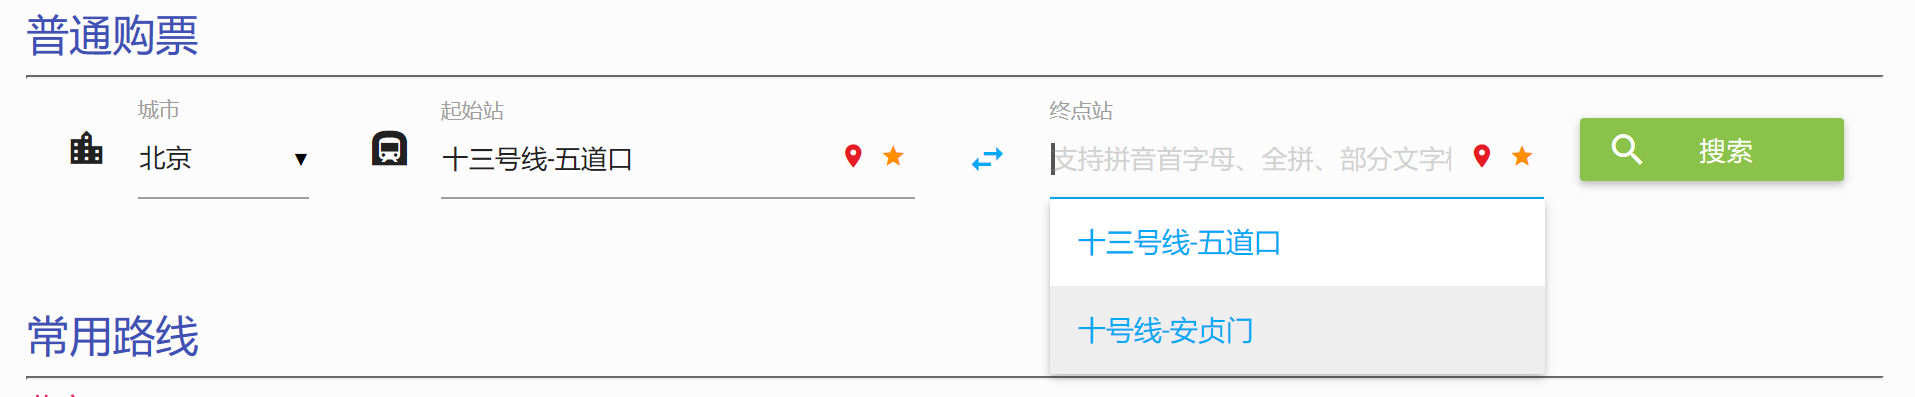 普通购票
城市
起始站
终点站
北京
十三号线-五道口
支持拼音首字母、全拼、部分文字
搜索
十三号线-五道口
十号线-安贞门
常用路线